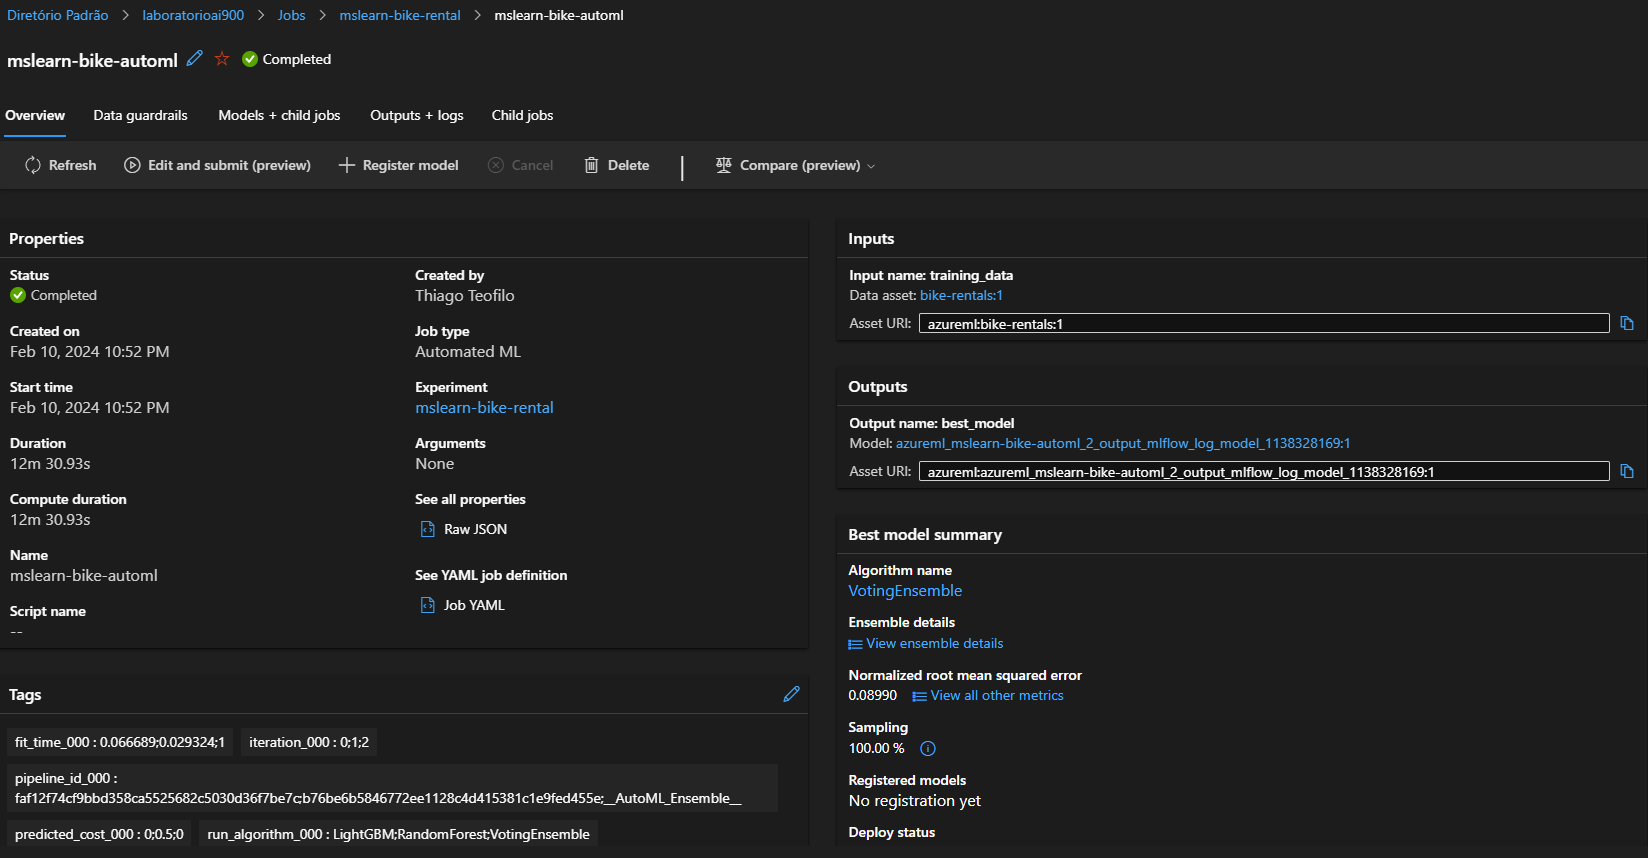 Diretório Padrão > laboratorioai900 > Jobs > mslearn-bike-rental > mslearn-bike-automl
mslearn-bike-automl Completed
Overview Data guardrails Models + child jobs Outputs + logs Child jobs
Refresh Edit and submit (preview) Register model Cancel Delete Compare (preview)
Properties
Status
Completed
Created on
Feb 10, 2024 10:52 PM
Start time
Feb 10, 2024 10:52 PM
Duration
12m 30.93s
Compute duration
12m 30.93s
Name
mslearn-bike-automl
Script name
--
Created by
Thiago Teofilo
Job type
Automated ML
Experiment
mslearn-bike-rental
Arguments
None
See all properties
Raw JSON
See YAML job definition
Job YAML
Tags
fit_time_000 : 0.066689;0.029324;1 iteration_000 : 0;1;2
pipeline_id_000 :
faf12f74cf9bbd358ca5525682c5030d36f7be7c;b76be6b5846772ee1128c4d415381c1e9fed455e;__AutoML_Ensemble__
predicted_cost_000 : 0;0.5;0 run_algorithm_000 : LightGBM;RandomForest;VotingEnsemble
Inputs
Input name: training_data
Data asset: bike-rentals:1
Asset URI: azureml:bike-rentals:1
Outputs
Output name: best_model
Model: azureml_mslearn-bike-automl_2_output_mlflow_log_model_1138328169:1
Asset URI: azureml:azureml_mslearn-bike-automl_2_output_mlflow_log_model_1138328169:1
Best model summary
Algorithm name
VotingEnsemble
Ensemble details
View ensemble details
Normalized root mean squared error
0.08990 View all other metrics
Sampling
100.00 %
Registered models
No registration yet
Deploy status